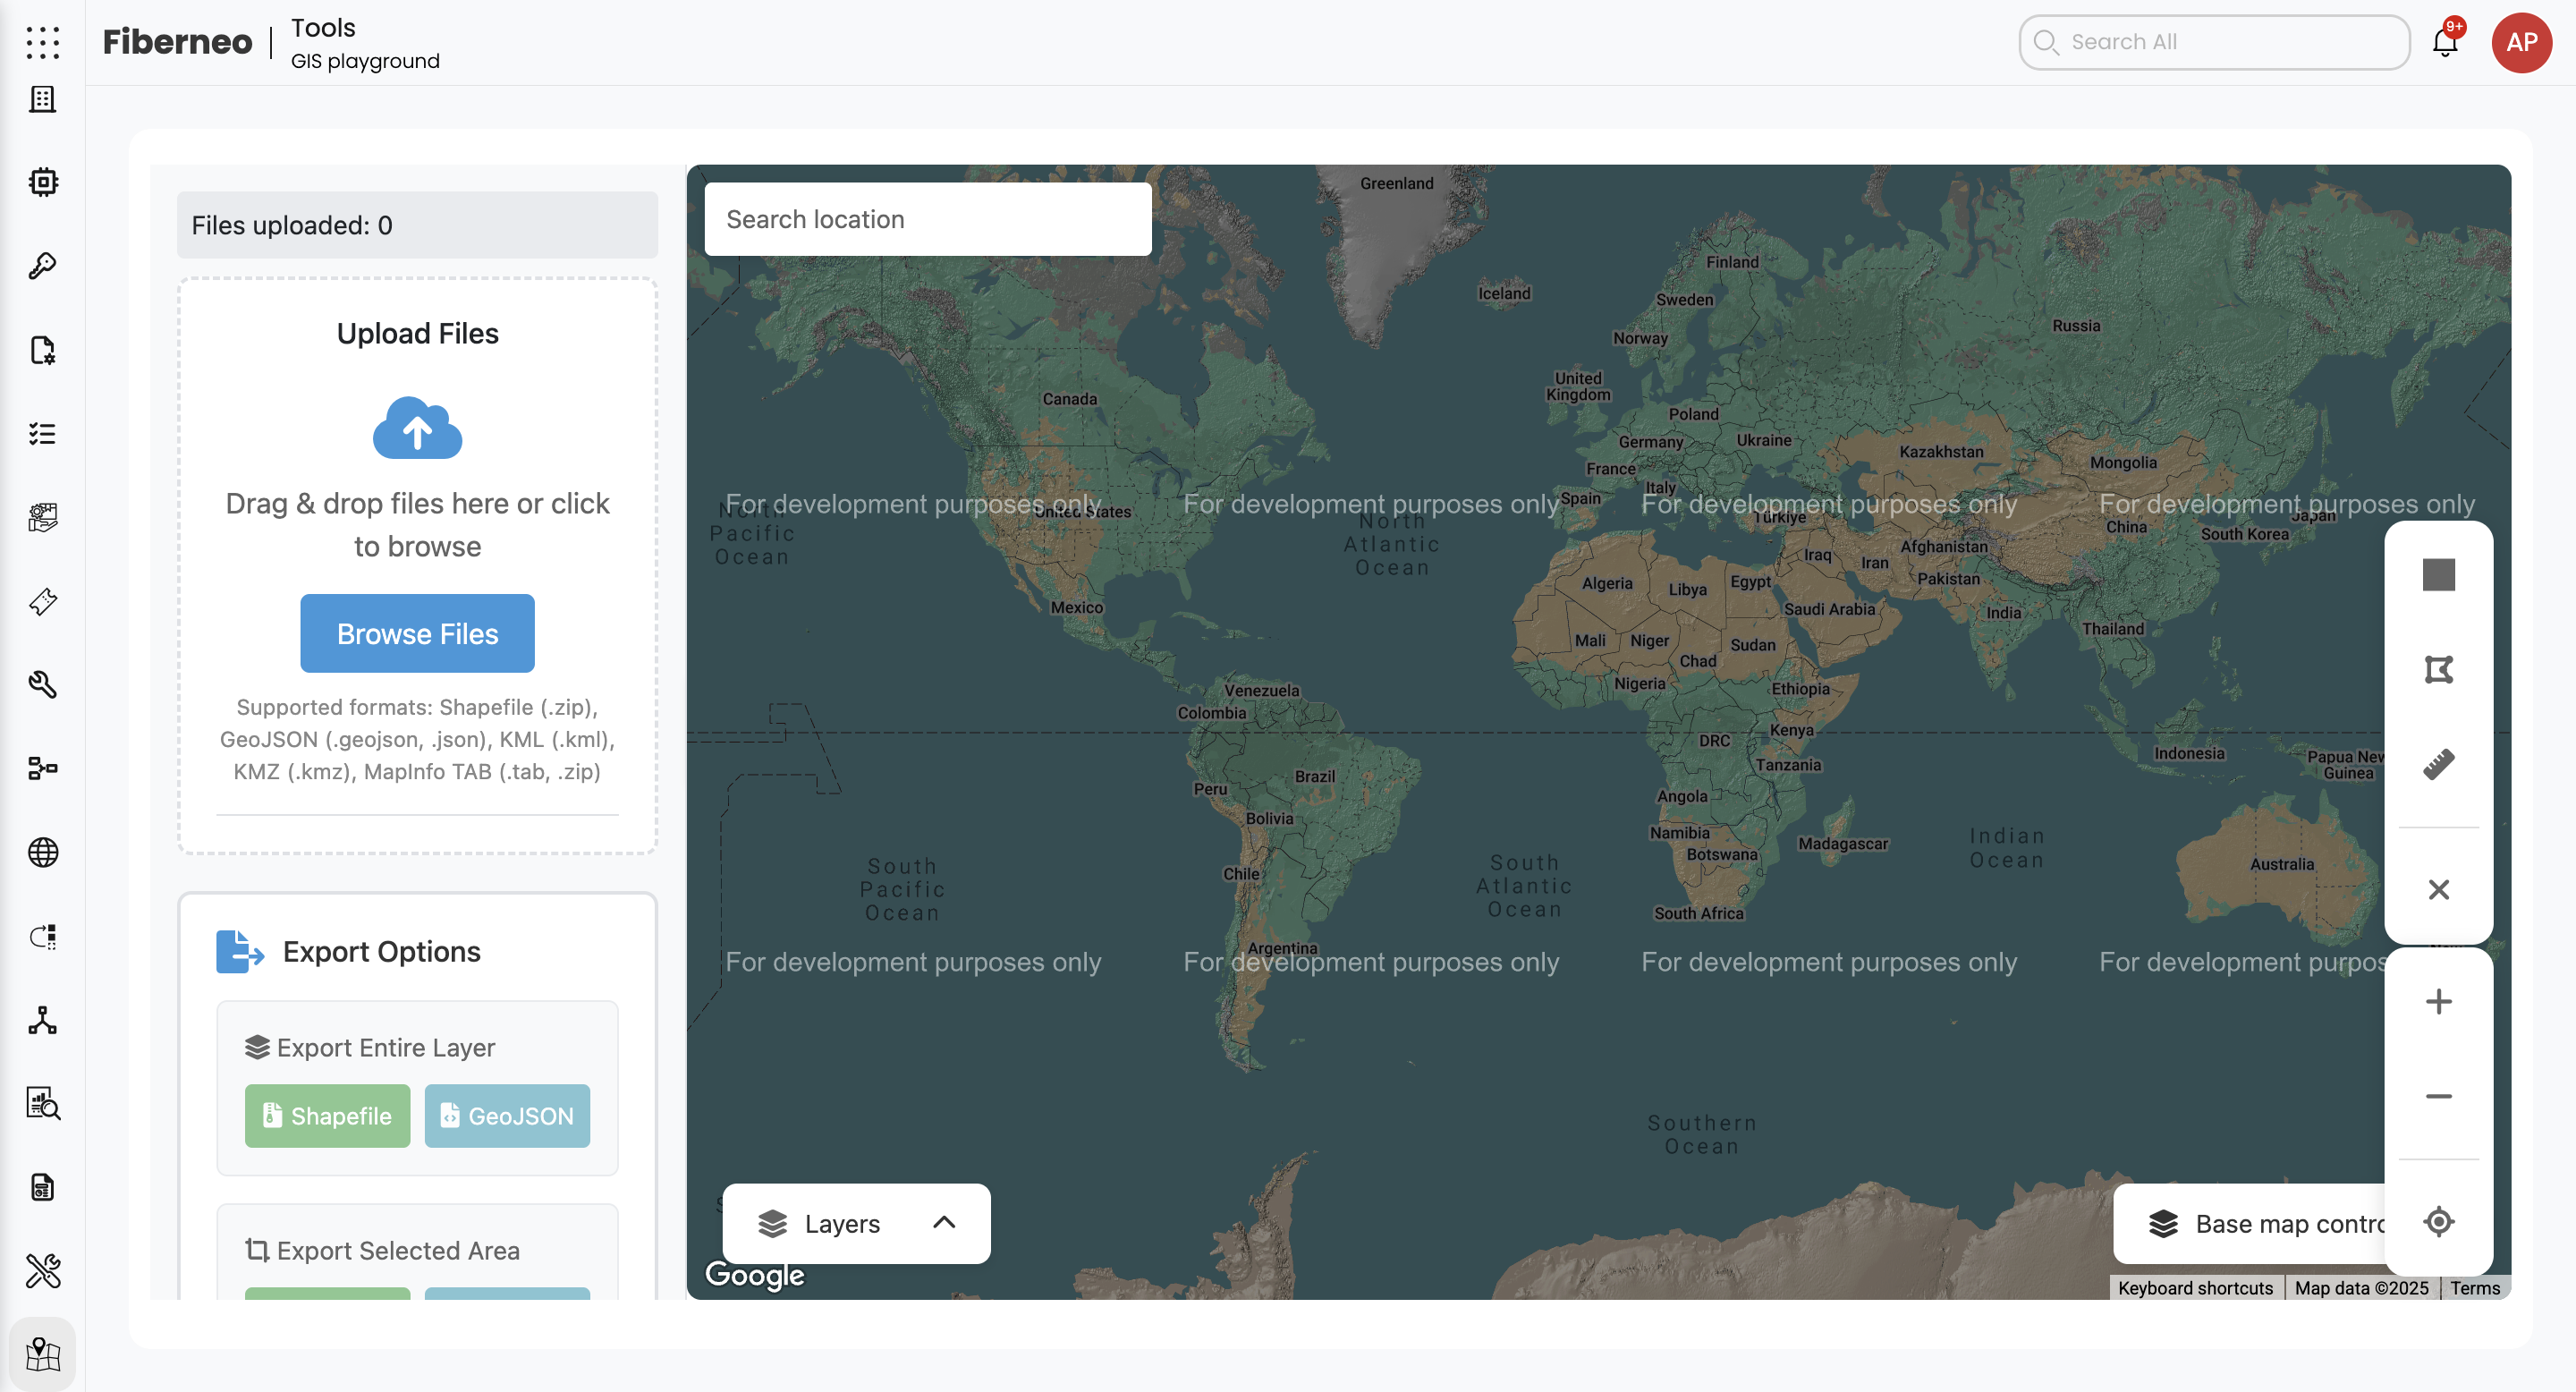 Fiberneo
Tools
GIS playground
Search All
9+
AP
Files uploaded: 0
Upload Files
Drag & drop files here or click
to browse
Browse Files
Supported formats: Shapefile (.zip),
GeoJSON (.geojson, .json), KML (.kml),
KMZ (.kmz), MapInfo TAB (.tab, .zip)
Export Options
Export Entire Layer
Shapefile
GeoJSON
Export Selected Area
Search location
Greenland
Finland
Iceland
Sweden
Russia
Norway
United
Kingdom
Canada
Poland
Germany
Ukraine
Kazakhstan
France
Mongolia
Italy
Spain
For development purposes only
For development purposes only
For development purposes only
For development purposes only
United States
Türkiye
Japan
China
South Korea
North
Pacific
Ocean
North
Atlantic
Ocean
Iraq
Iran
Afghanistan
Pakistan
Algeria
Libya
Egypt
Saudi Arabia
India
Mexico
Thailand
Mali
Niger
Sudan
Chad
Nigeria
Ethiopia
Venezuela
Colombia
Kenya
DRC
Tanzania
Indonesia
Papua New
Guinea
Brazil
Peru
Angola
Bolivia
Namibia
Botswana
Madagascar
Indian
Ocean
Australia
South
Pacific
Ocean
South
Atlantic
Ocean
Chile
South Africa
Argentina
For development purposes only
For development purposes only
For development purposes only
For development purpos
Southern
Ocean
Layers
Base map contro
Google
Keyboard shortcuts
Map data ©2025
Terms